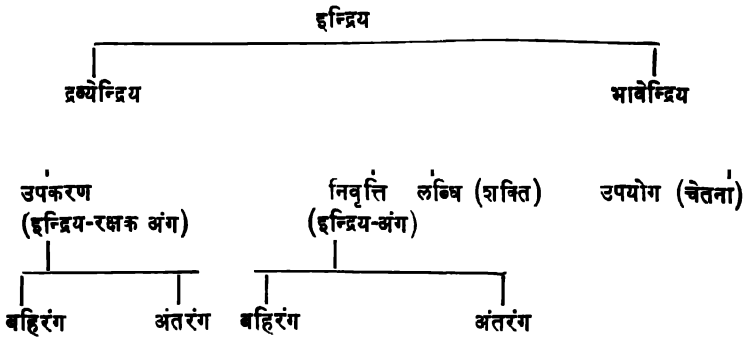 इन्द्रिय
द्रव्येन्द्रिय भावेन्द्रिय
उपकरण निवृत्ति लब्धि (शक्ति) उपयोग (चेतना)
(इन्द्रिय-रक्षक अंग) (इन्द्रिय-अंग)
बहिरंग अंतरंग बहिरंग अंतरंग